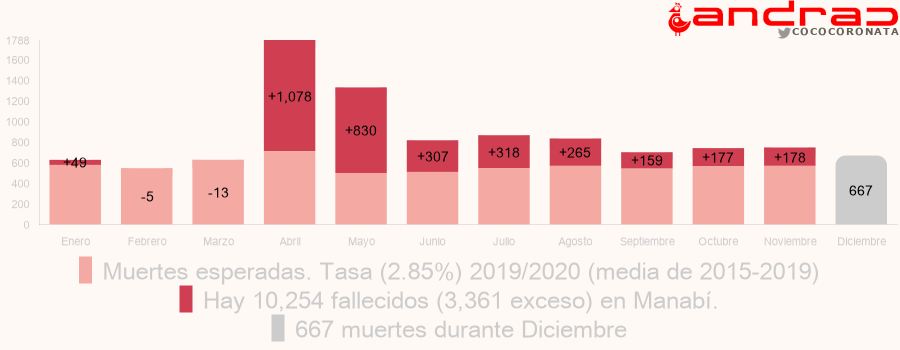 andrab
COCOCORONATA
1788
1600
1400
1200
1000
800
600
400
200
0
+49
-5
-13
+1,078
+830
+307
+318
+265
+159
+177
+178
667
Enero
Febrero
Marzo
Abril
Mayo
Junio
Julio
Agosto
Septiembre
Octubre
Noviembre
Diciembre
Muertes esperadas. Tasa (2.85%) 2019/2020 (media de 2015-2019)
Hay 10,254 fallecidos (3,361 exceso) en Manabí.
667 muertes durante Diciembre